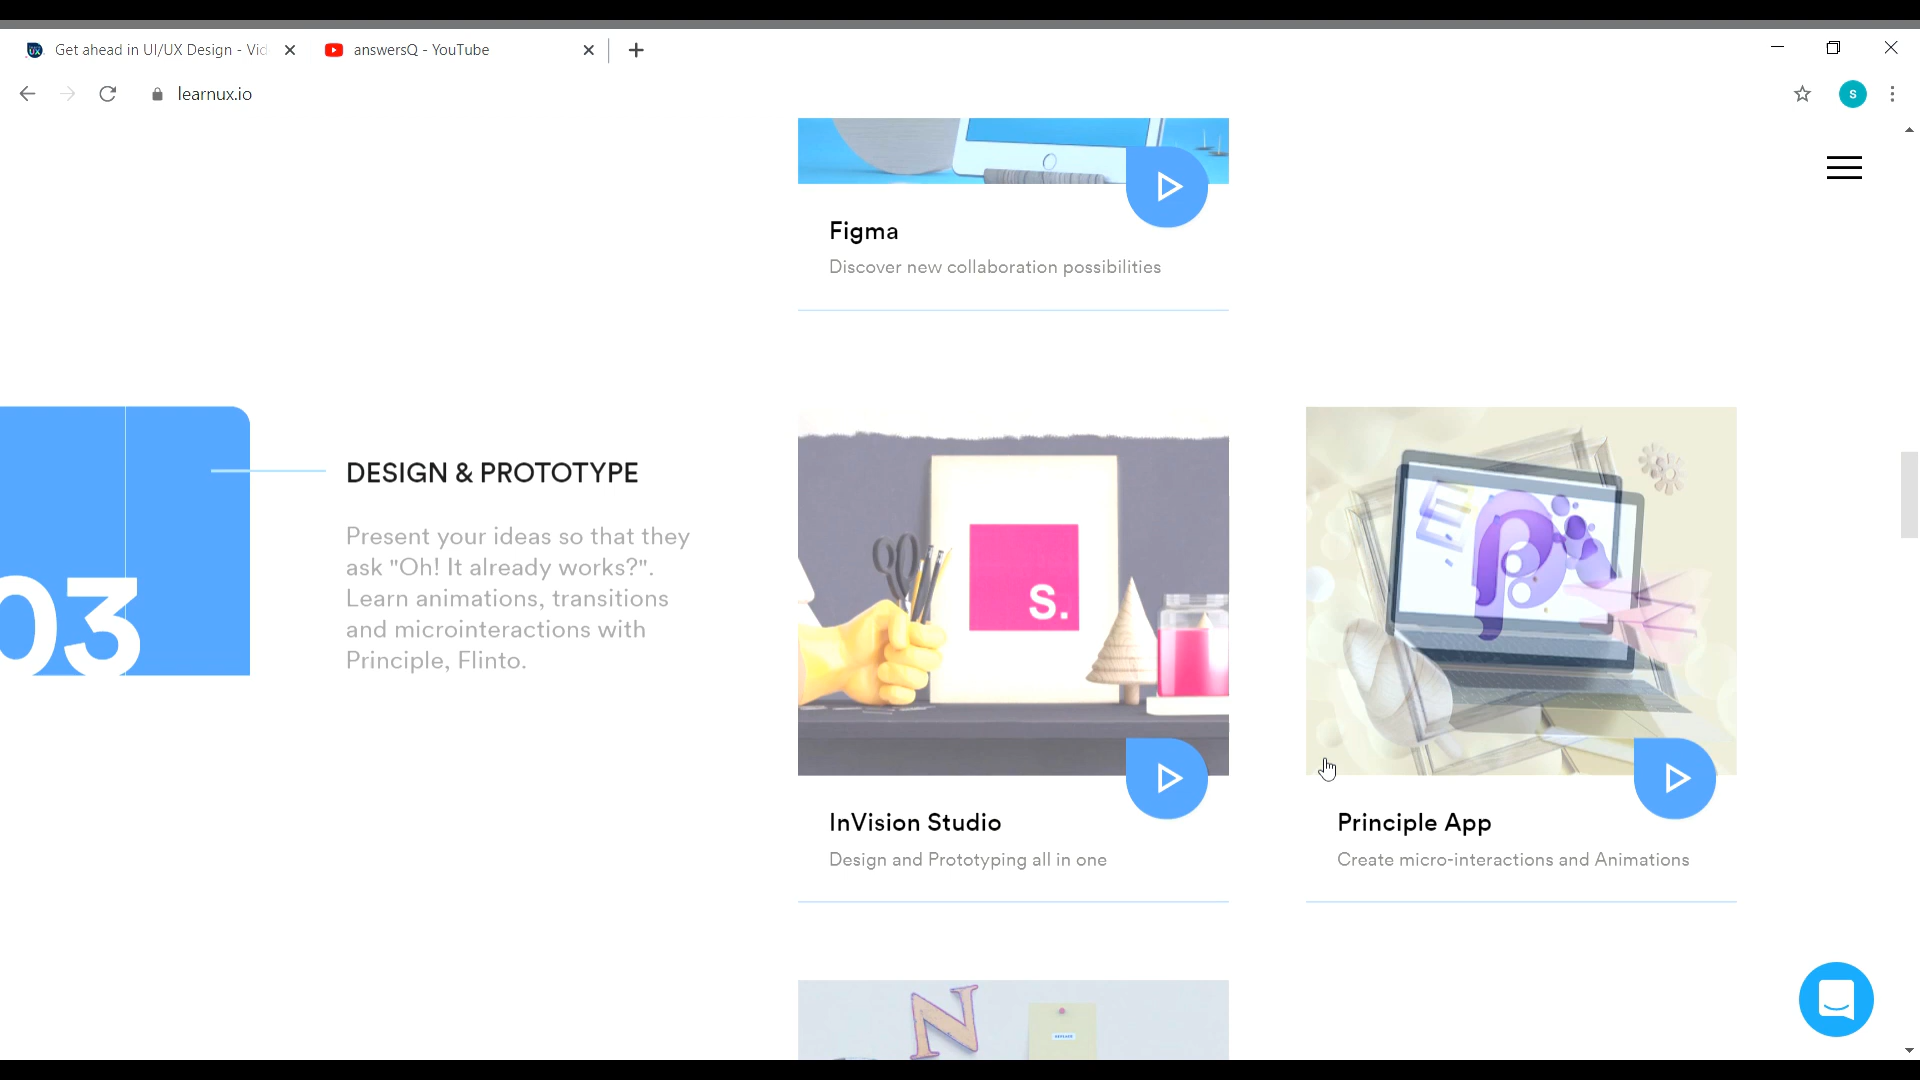 Get ahead in UI/UX Design - Vid
answersQ - YouTube
learnux.io
S
Figma
Discover new collaboration possibilities
03
DESIGN & PROTOTYPE
Present your ideas so that they
ask "Oh! It already works?".
Learn animations, transitions
and microinteractions with
Principle, Flinto.
S.
InVision Studio
Design and Prototyping all in one
Principle App
Create micro-interactions and Animations
N